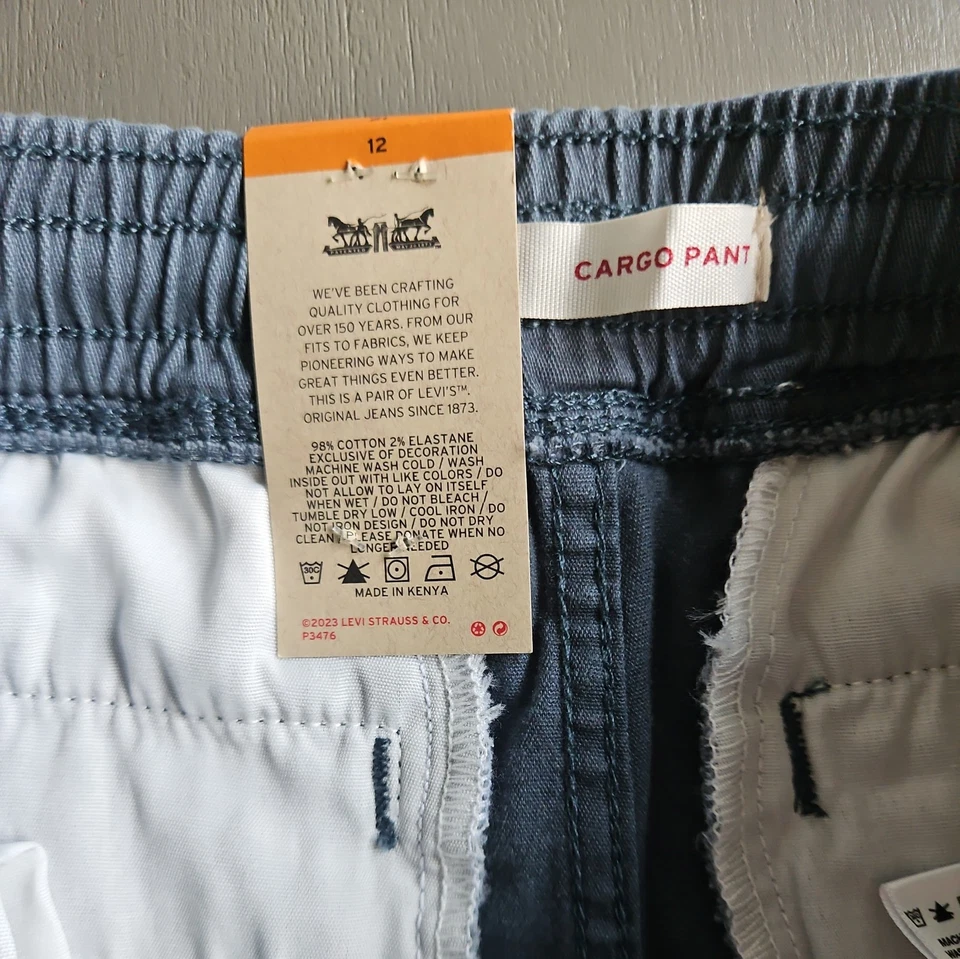 12
CARGO PANT
WE'VE BEEN CRAFTING
QUALITY CLOTHING FOR
OVER 150 YEARS. FROM OUR
FITS TO FABRICS, WE KEEP
PIONEERING WAYS TO MAKE
GREAT THINGS EVEN BETTER.
THIS IS A PAIR OF LEVI'S™.
ORIGINAL JEANS SINCE 1873.
98% COTTON 2% ELASTANE
EXCLUSIVE OF DECORATION
MACHINE WASH COLD / WASH
INSIDE OUT WITH LIKE COLORS / DO
NOT ALLOW TO LAY ON ITSELF
WHEN WET / DO NOT BLEACH /
TUMBLE DRY LOW / COOL IRON / DO
NOT IRON DESIGN / DO NOT DRY
CLEAN / PLEASE DONATE WHEN NO
LONGER NEEDED
30C
MADE IN KENYA
©2023 LEVI STRAUSS & CO.
P3476